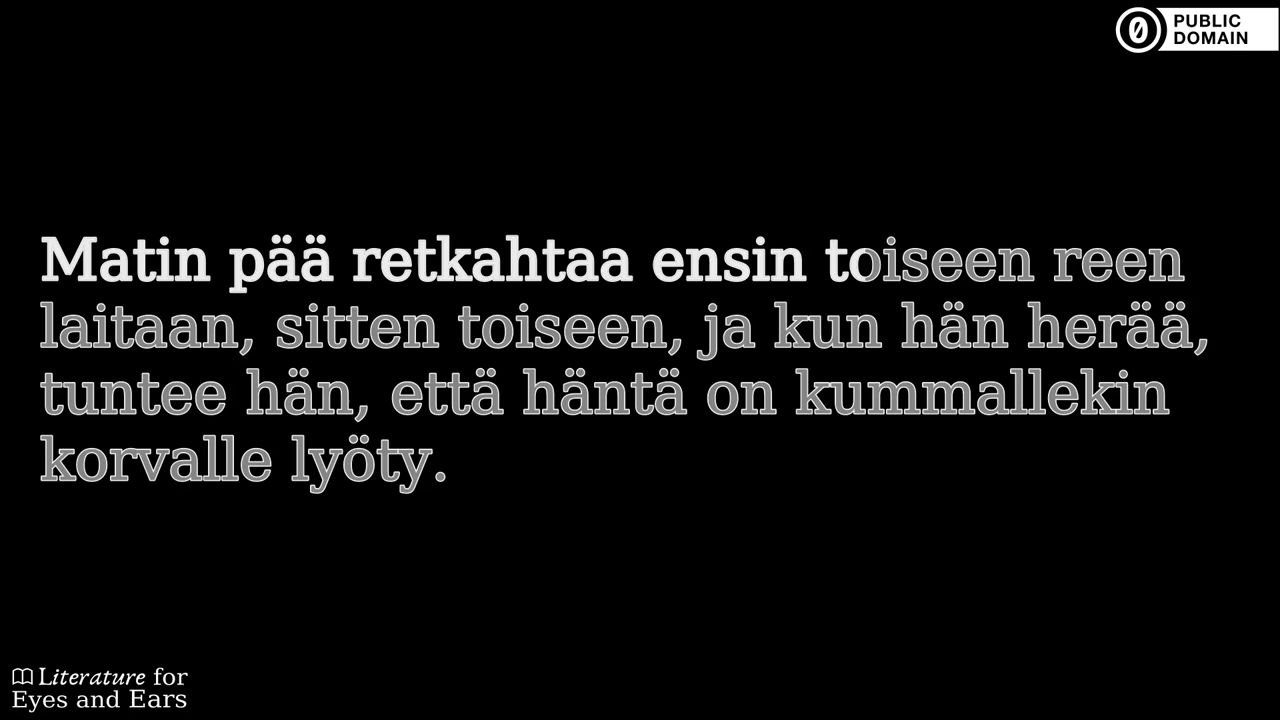 PUBLIC
DOMAIN
Matin pää retkahtaa ensin toiseen reen
laitaan, sitten toiseen, ja kun hän herää,
tuntee hän, että häntä on kummallekin
korvalle lyöty.
Literature for
Eyes and Ears